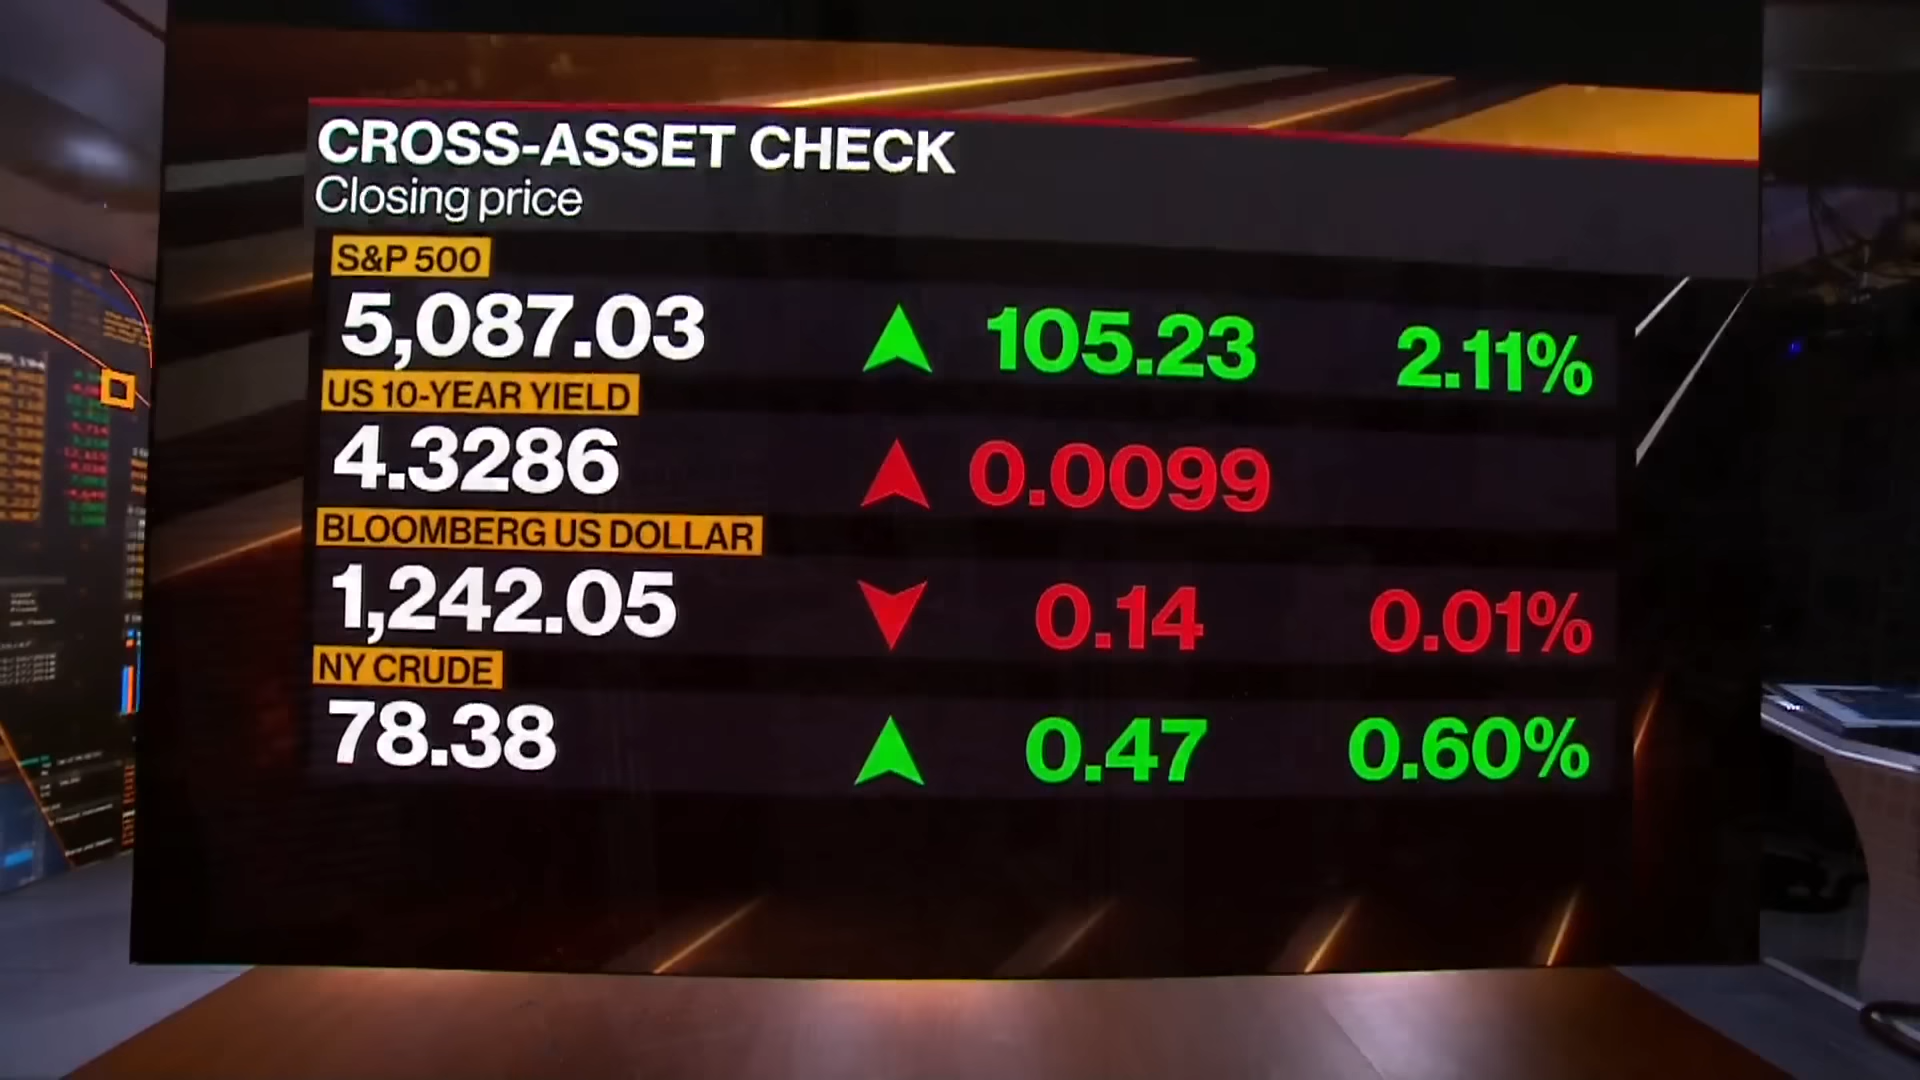 CROSS-ASSET CHECK
Closing price
S&P 500
5,087.03 105.23 2.11%
US 10-YEAR YIELD
4.3286 0.0099
BLOOMBERG US DOLLAR
1,242.05 0.14 0.01%
NY CRUDE
78.38 0.47 0.60%